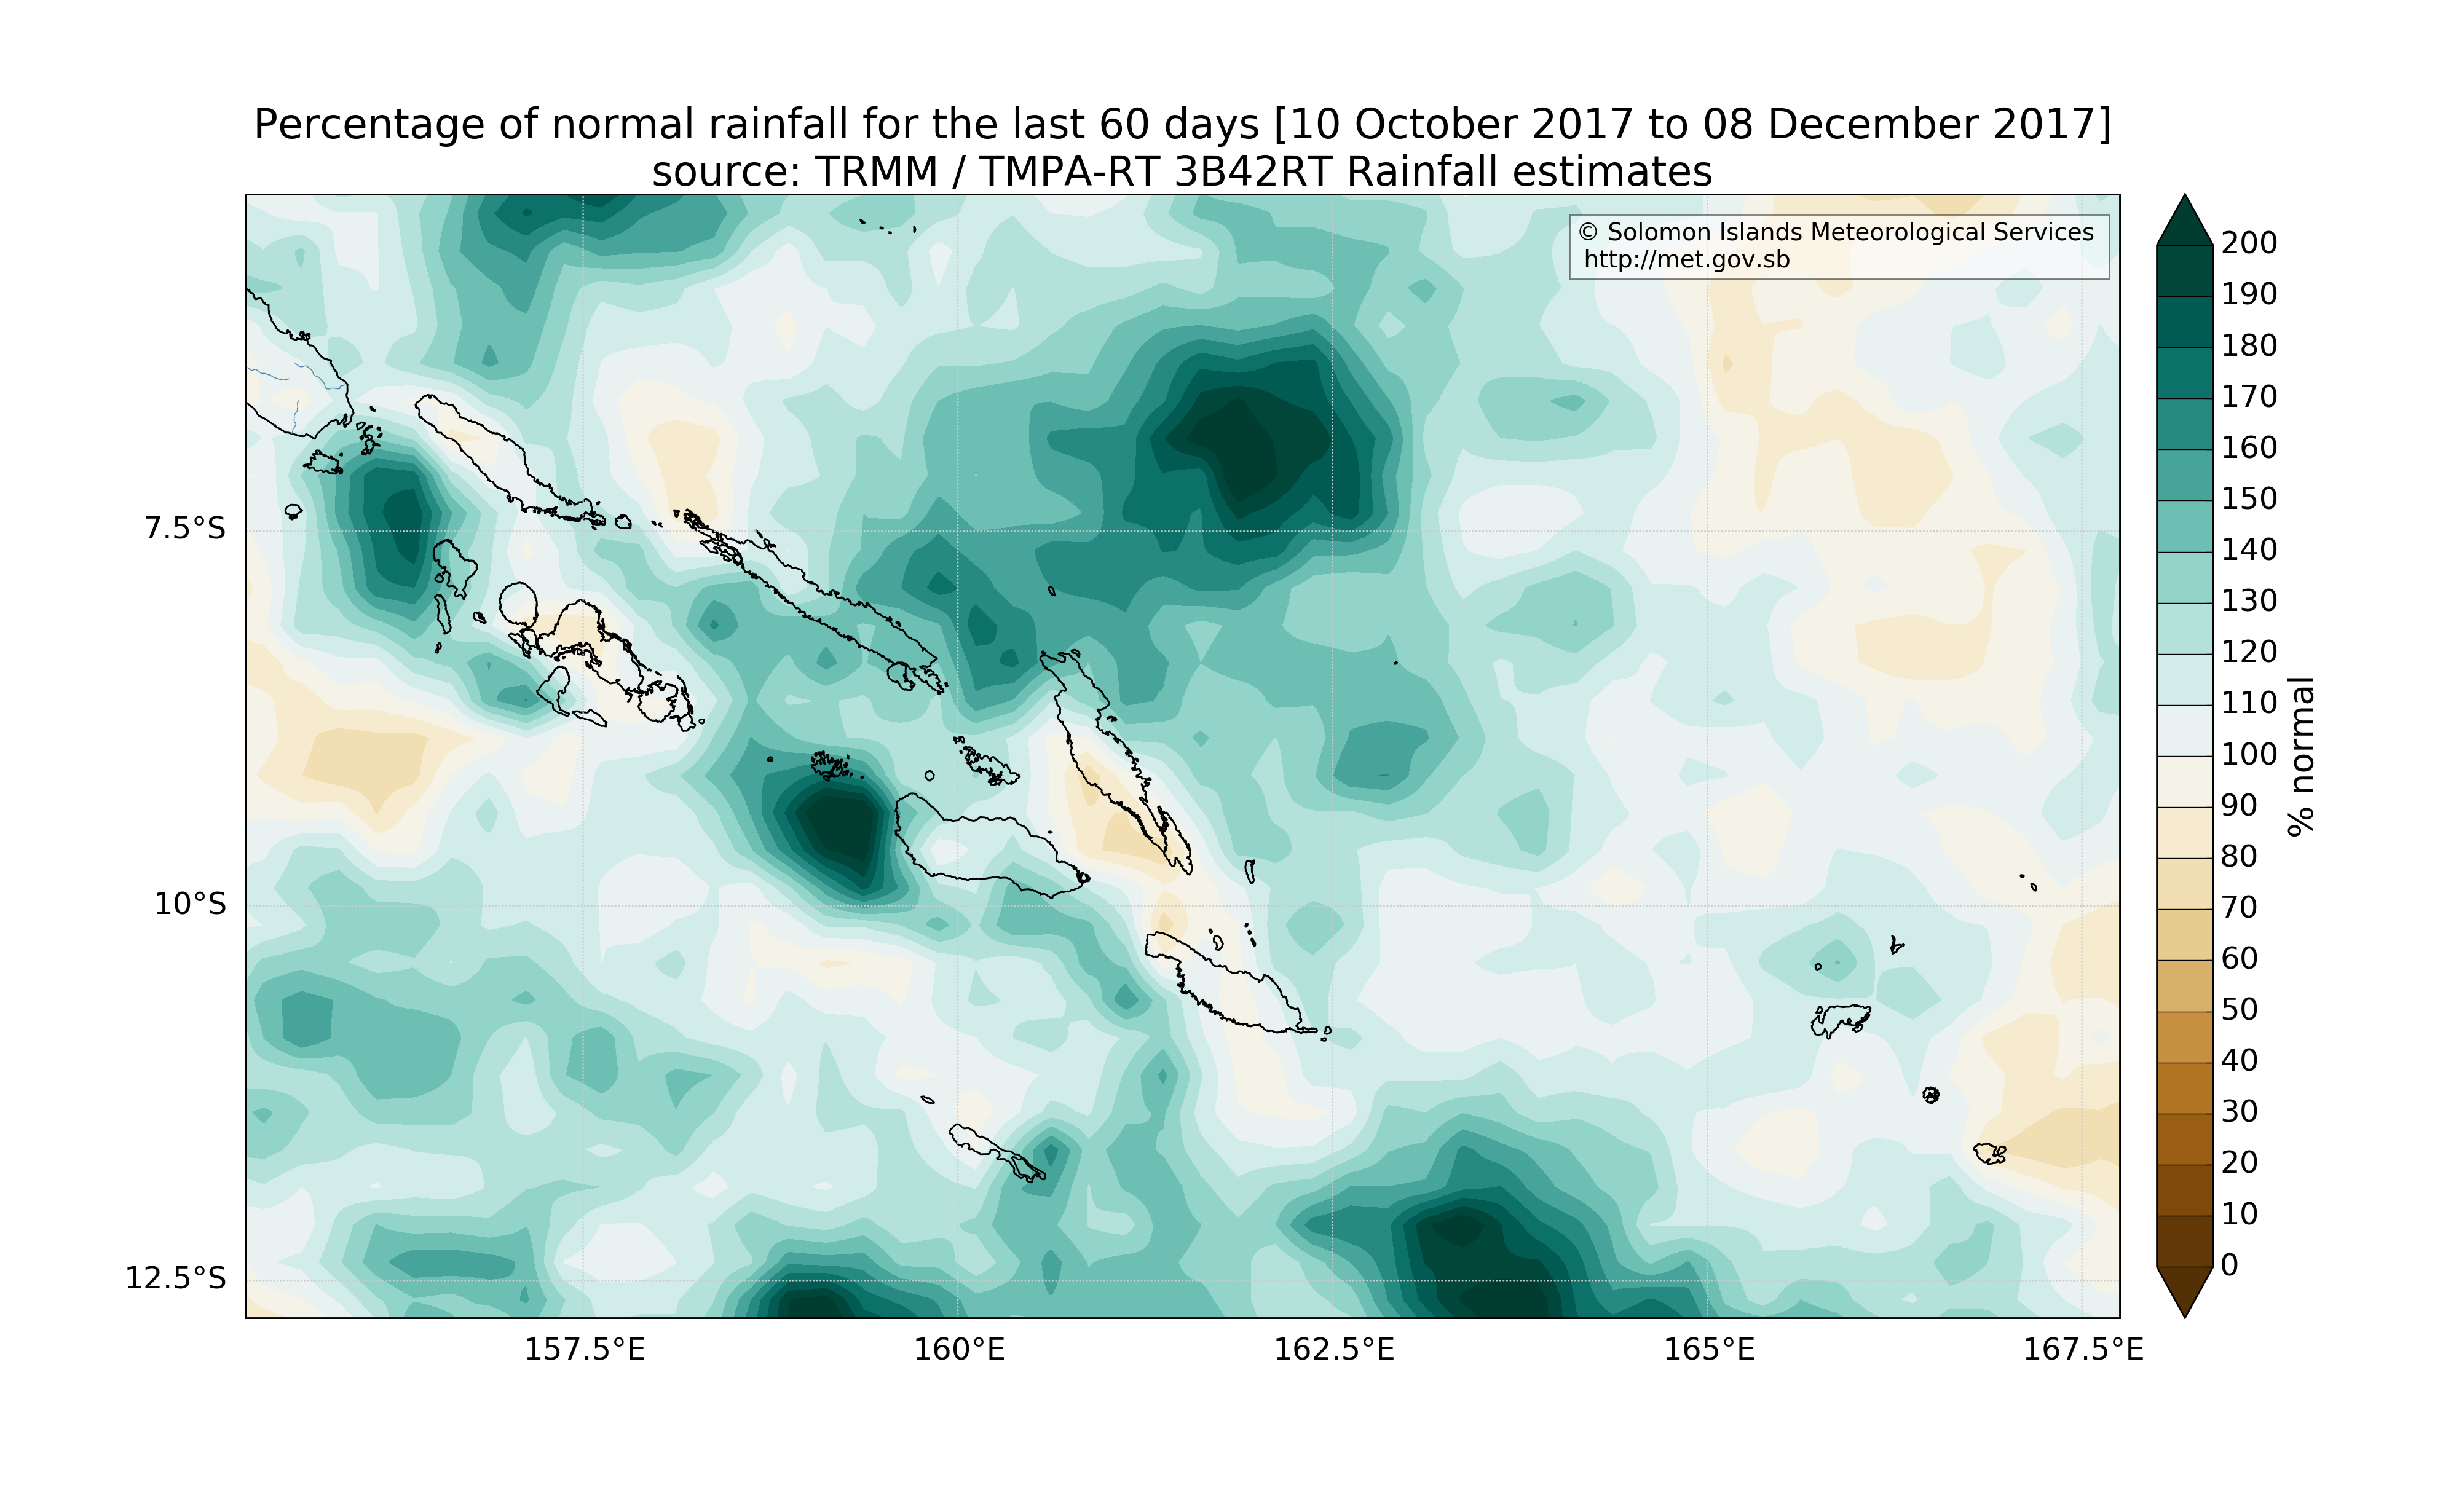 Percentage of normal rainfall for the last 60 days [10 October 2017 to 08 December 2017]
source: TRMM / TMPA-RT 3B42RT Rainfall estimates
© Solomon Islands Meteorological Services
http://met.gov.sb
7.5°S
10°S
12.5°S
157.5°E
160°E
162.5°E
165°E
167.5°E
200
190
180
170
160
150
140
130
120
110
100
90
80
70
60
50
40
30
20
10
0
% normal